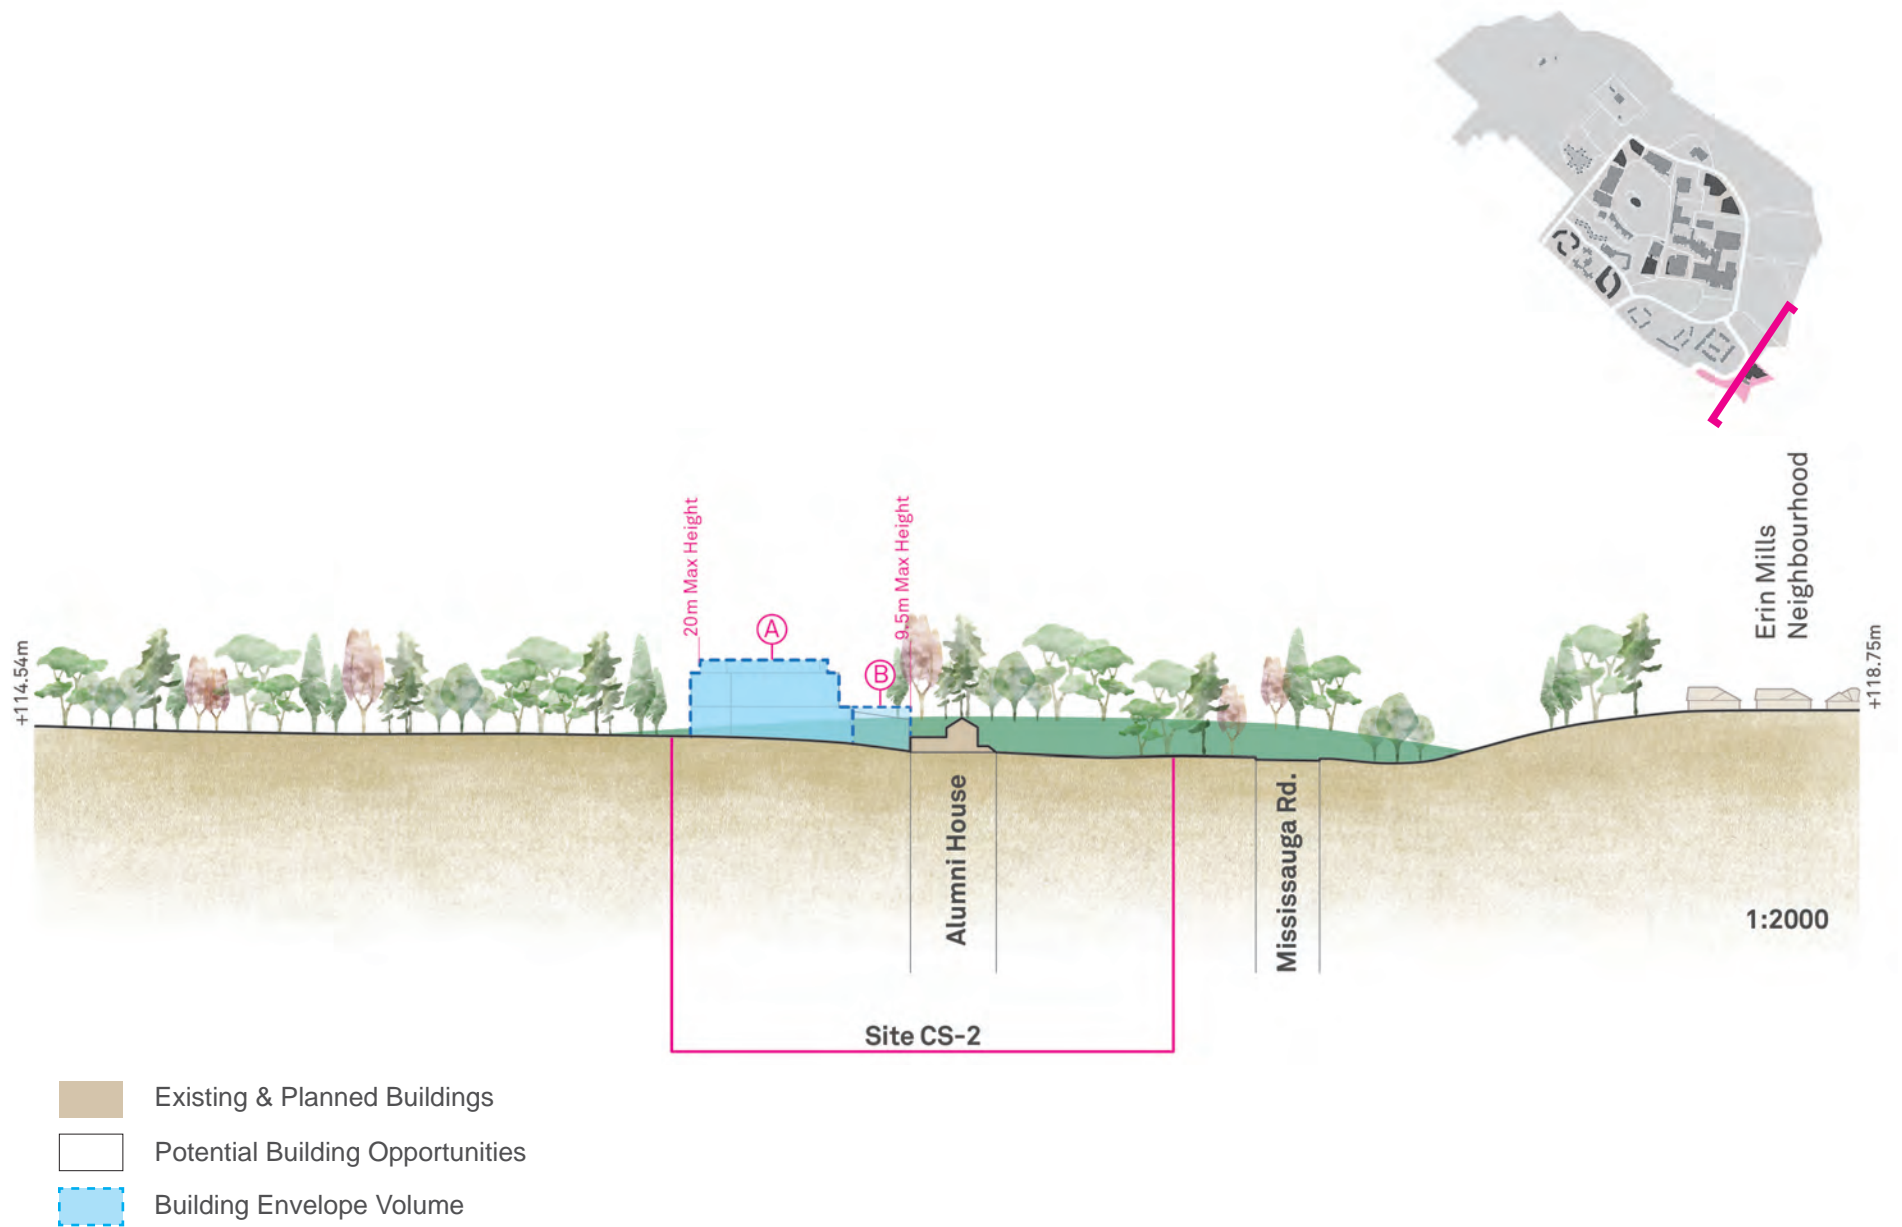 Erin Mills
Neighbourhood
20m Max Height
9.5m Max Height
A
B
+114.54m
+118.75m
Alumni House
Mississauga Rd.
1:2000
Site CS-2
Existing & Planned Buildings
Potential Building Opportunities
Building Envelope Volume